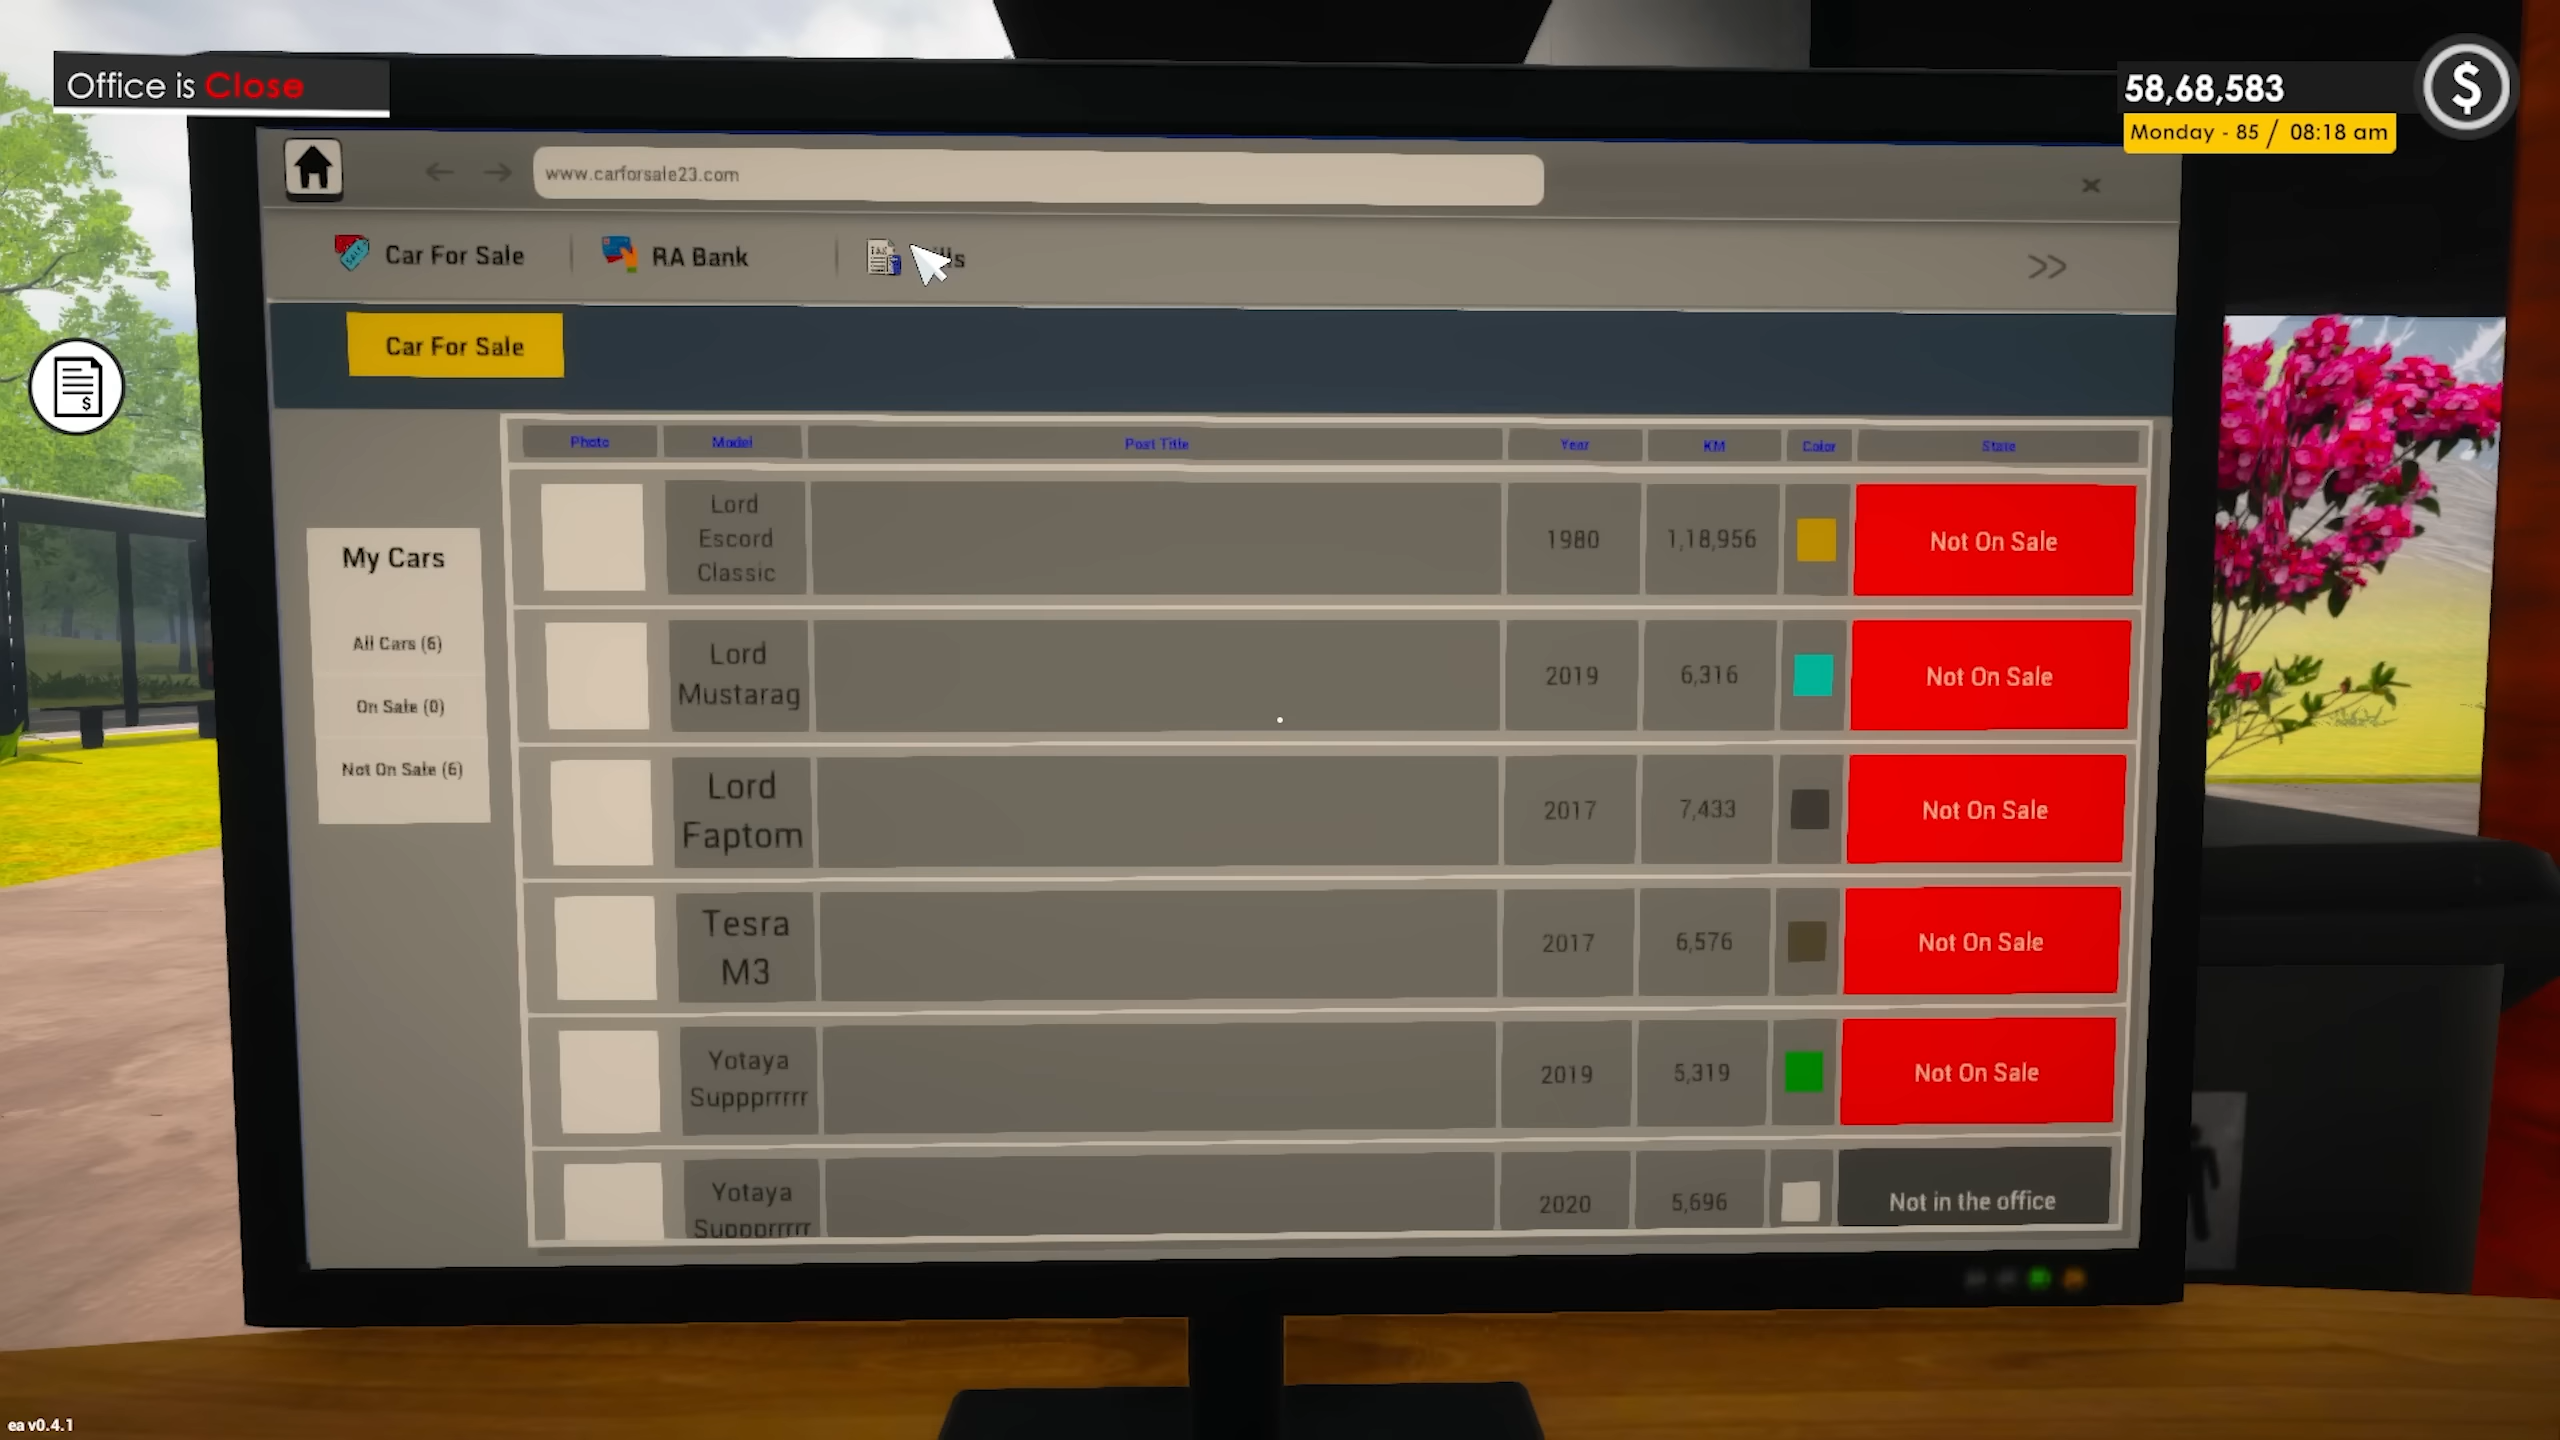 Office is Close
58,68,583
Monday - 85 / 08:18 am
www.carforsale23.com
Car For Sale
RA Bank
Car For Sale
Photo Model Post Title Year KM Color State
Lord
Escord
Classic
1980 1,18,956 Not On Sale
Lord
Mustarag
2019 6,316 Not On Sale
Lord
Faptom
2017 7,433 Not On Sale
Tesra
M3
2017 6,576 Not On Sale
Yotaya
Suppprrrrr
2019 5,319 Not On Sale
Yotaya
Suppprrrrr
2020 5,696 Not in the office
My Cars
All Cars (6)
On Sale (0)
Not On Sale (6)
ea v0.4.1